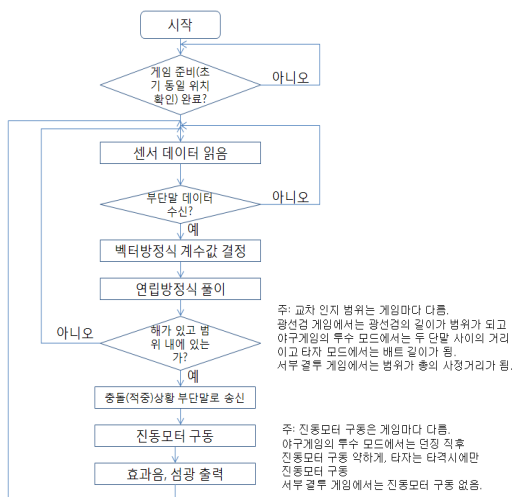 시작
게임 준비(초
기 동일 위치
확인) 완료?
아니오
센서 데이터 읽음
부단말 데이터
수신?
아니오
예
벡터방정식 계수값 결정
연립방정식 풀이
해가 있고 범
위 내에 있는
가?
아니오
예
주: 교차 인지 범위는 게임마다 다름.
광선검 게임에서는 광선검의 길이가 범위가 되고
야구게임의 투수 모드에서는 두 단말 사이의 거리
이고 타자 모드에서는 배트 길이가 됨.
서부 결투 게임에서는 범위가 총의 사정거리가 됨.
충돌(적중)상황 부단말로 송신
진동모터 구동
효과음, 섬광 출력
주: 진동모터 구동은 게임마다 다름.
야구게임의 투수 모드에서는 던짐 직후
진동모터 구동 약하게, 타자는 타격시에만
진동모터 구동
서부 결투 게임에서는 진동모터 구동 없음.